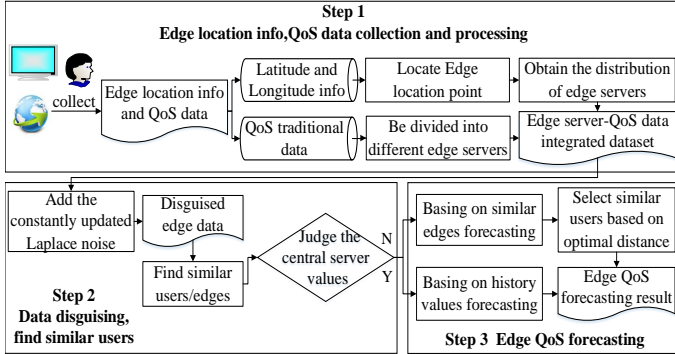 Step 1
Edge location info,QoS data collection and processing
collect
Edge location info
and QoS data
Latitude and
Longitude info
Locate Edge
location point
Obtain the distribution
of edge servers
QoS traditional
data
Be divided into
different edge servers
Edge server-QoS data
integrated dataset
Add the
constantly updated
Laplace noise
Disguised
edge data
Find similar
users/edges
Judge the
central server
values
N
Y
Step 2
Data disguising,
find similar users
Basing on similar
edges forecasting
Select similar
users based on
optimal distance
Basing on history
values forecasting
Edge QoS
forecasting result
Step 3 Edge QoS forecasting